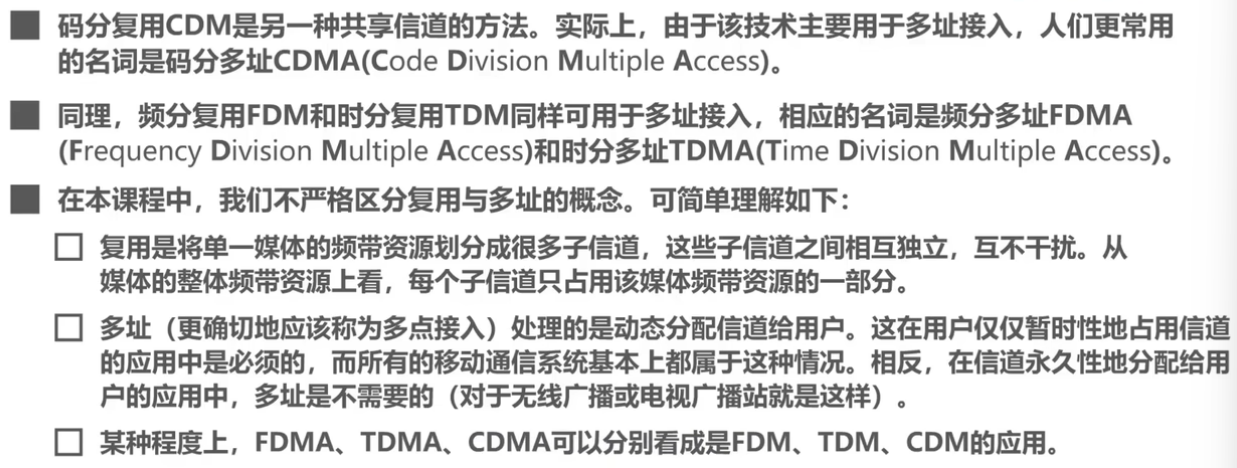 码分复用CDM是另一种共享信道的方法。实际上，由于该技术主要用于多址接入，人们更常用
的名词是码分多址CDMA(Code Division Multiple Access)。
同理，频分复用FDM和时分复用TDM同样可用于多址接入，相应的名词是频分多址FDMA
(Frequency Division Multiple Access)和时分多址TDMA(Time Division Multiple Access)。
在本课程中，我们不严格区分复用与多址的概念。可简单理解如下：
复用是将单一媒体的频带资源划分成很多子信道，这些子信道之间相互独立，互不干扰。从
媒体的整体频带资源上看，每个子信道只占用该媒体频带资源的一部分。
多址（更确切地应该称为多点接入）处理的是动态分配信道给用户。这在用户仅仅暂时性地占用信道
的应用中是必须的，而所有的移动通信系统基本上都属于这种情况。相反，在信道永久性地分配给用
户的应用中，多址是不需要的（对于无线广播或电视广播站就是这样）。
某种程度上，FDMA、TDMA、CDMA可以分别看成是FDM、TDM、CDM的应用。